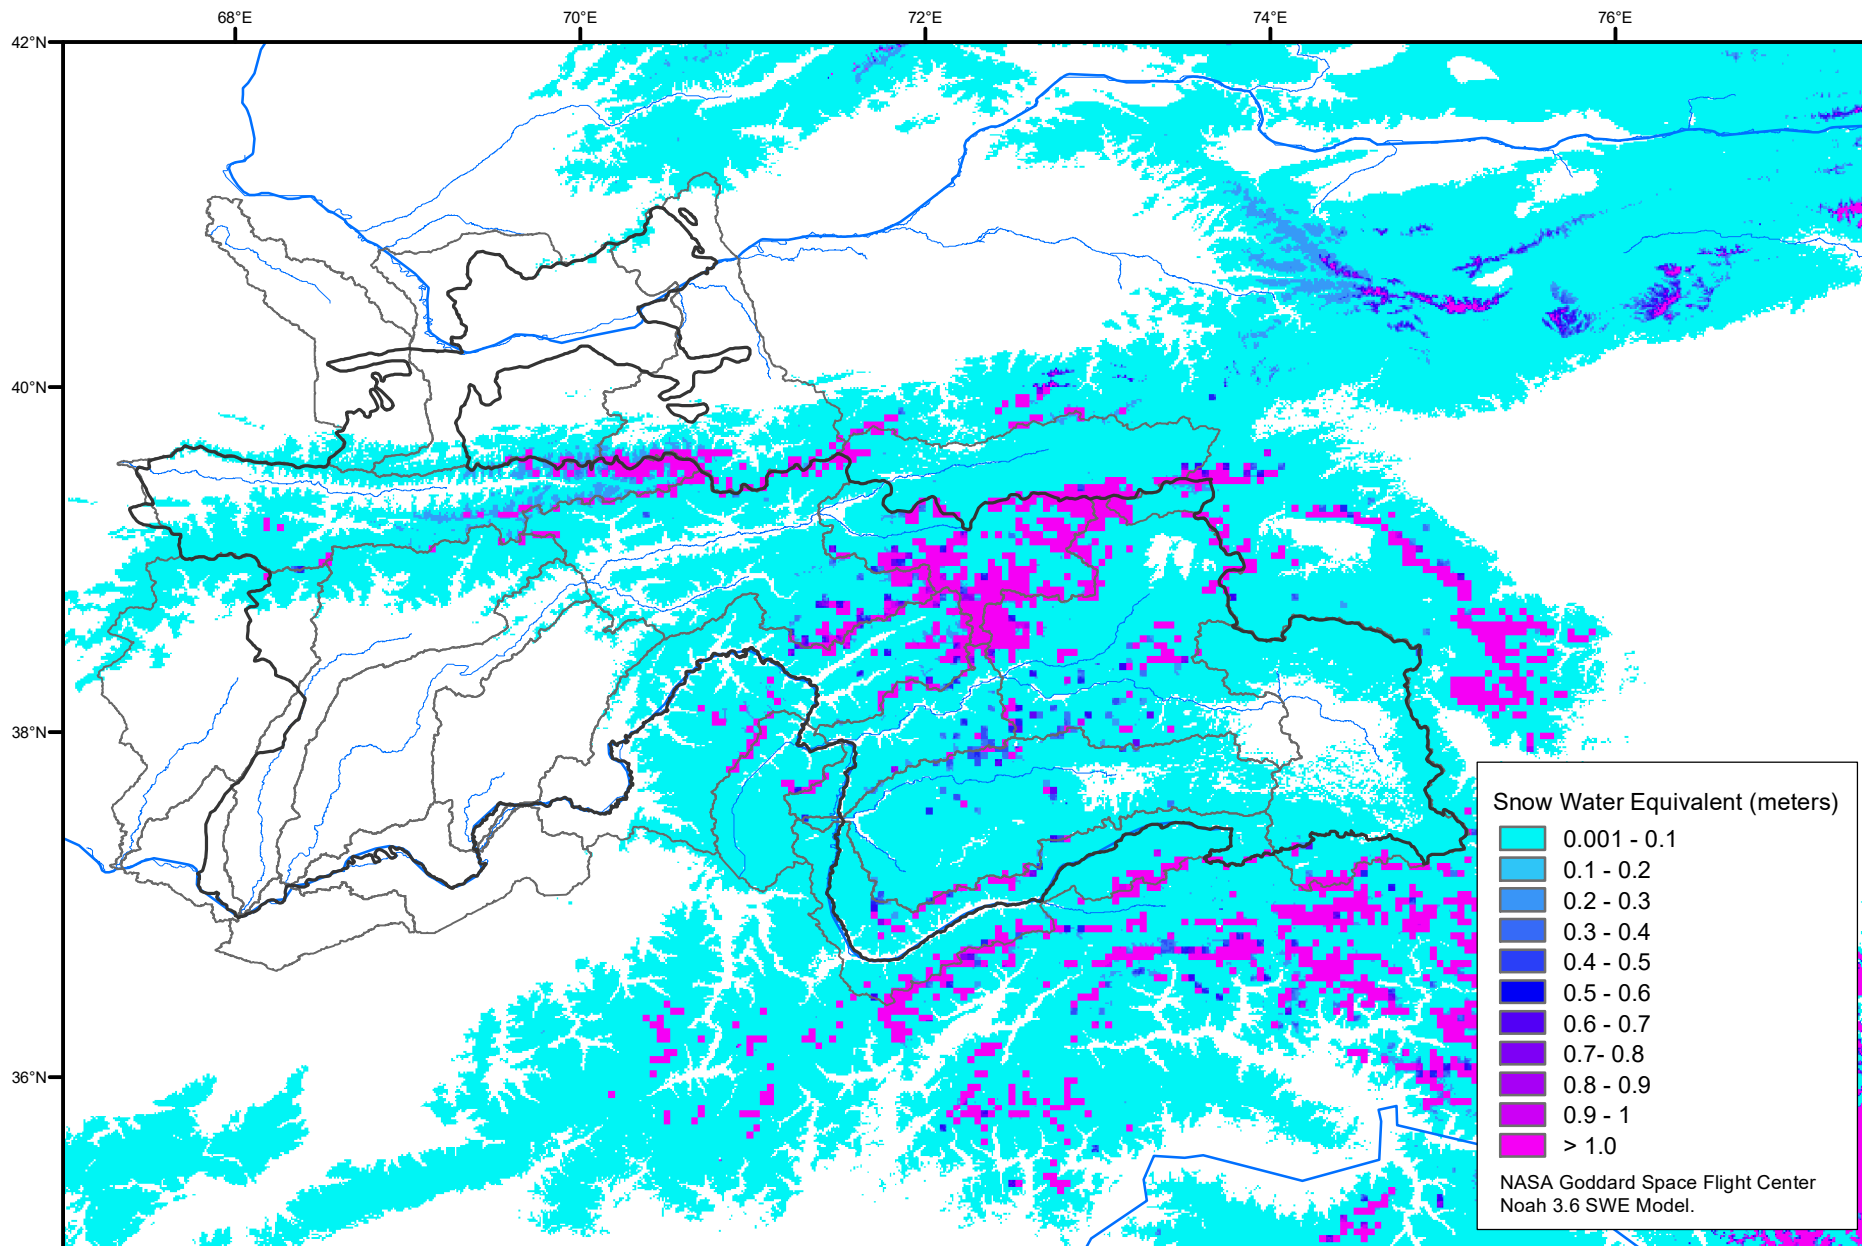 68°E
70°E
72°E
74°E
76°E
42°N
40°N
38°N
36°N
Snow Water Equivalent (meters)
0.001 - 0.1
0.1 - 0.2
0.2 - 0.3
0.3 - 0.4
0.4 - 0.5
0.5 - 0.6
0.6 - 0.7
0.7- 0.8
0.8 - 0.9
0.9 - 1
> 1.0
NASA Goddard Space Flight Center
Noah 3.6 SWE Model.